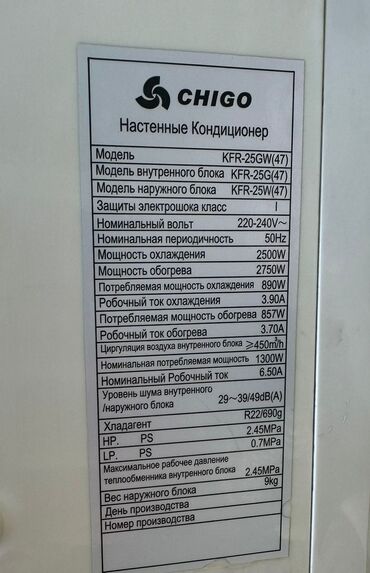 CHIGO
Настенные Кондиционер
Модель KFR-25GW(47)
Модель внутренного блока KFR-25G(47)
Модель наружного блока KFR-25W(47)
Защиты электрошока класс I
Номинальный вольт 220-240V~
Номинальная периодичность 50Hz
Мощность охлаждения 2500W
Мощность обогрева 2750W
Потребляемая мощность охлаждения 890W
Робочный ток охлаждения 3.90A
Потребляемая мощность обогрева 857W
Робочный ток обогрева 3.70A
Циргуляция воздуха внутренного блока ≥450m³/h
Номинальная потребляемая мощность 1300W
Номинальный Робочный ток 6.50A
Уровень шума внутренного
/наружного блока 29~39/49dB(A)
Хладагент R22/690g
HP. PS 2.45MPa
LP. PS 0.7MPa
Максимальное рабочее давление
теплообменника внутренного блока 2.45MPa
Вес наружного блока 9kg
День производства
Номер производства